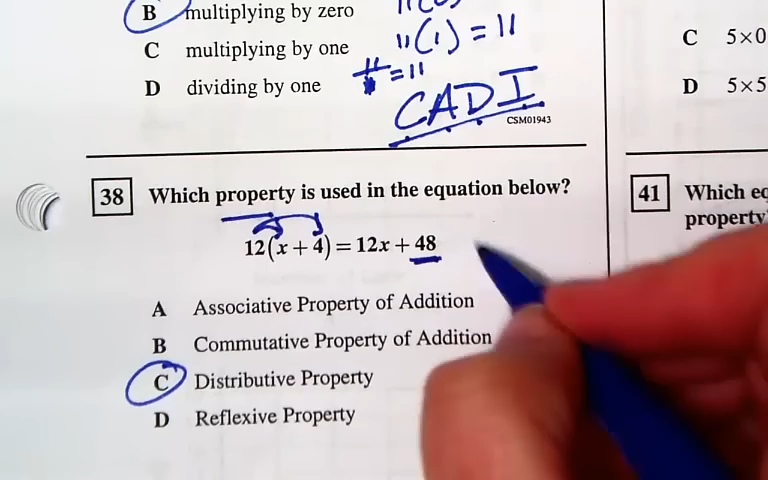 B multiplying by zero
11(1) = 11
C multiplying by one
D dividing by one
= 11
CADI
CSM01943
38 Which property is used in the equation below?
12(x + 4) = 12x + 48
A Associative Property of Addition
B Commutative Property of Addition
C Distributive Property
D Reflexive Property
C 5×0
D 5×5
41 Which eq
property